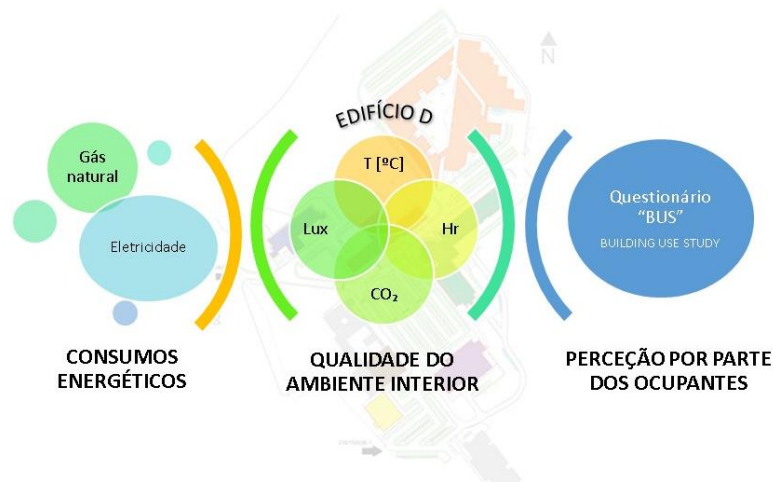 EDIFÍCIO D
N
Gás
natural
Eletricidade
T [ºC]
Lux
Hr
CO₂
Questionário
“BUS”
BUILDING USE STUDY
CONSUMOS
ENERGÉTICOS
QUALIDADE DO
AMBIENTE INTERIOR
PERCEÇÃO POR PARTE
DOS OCUPANTES